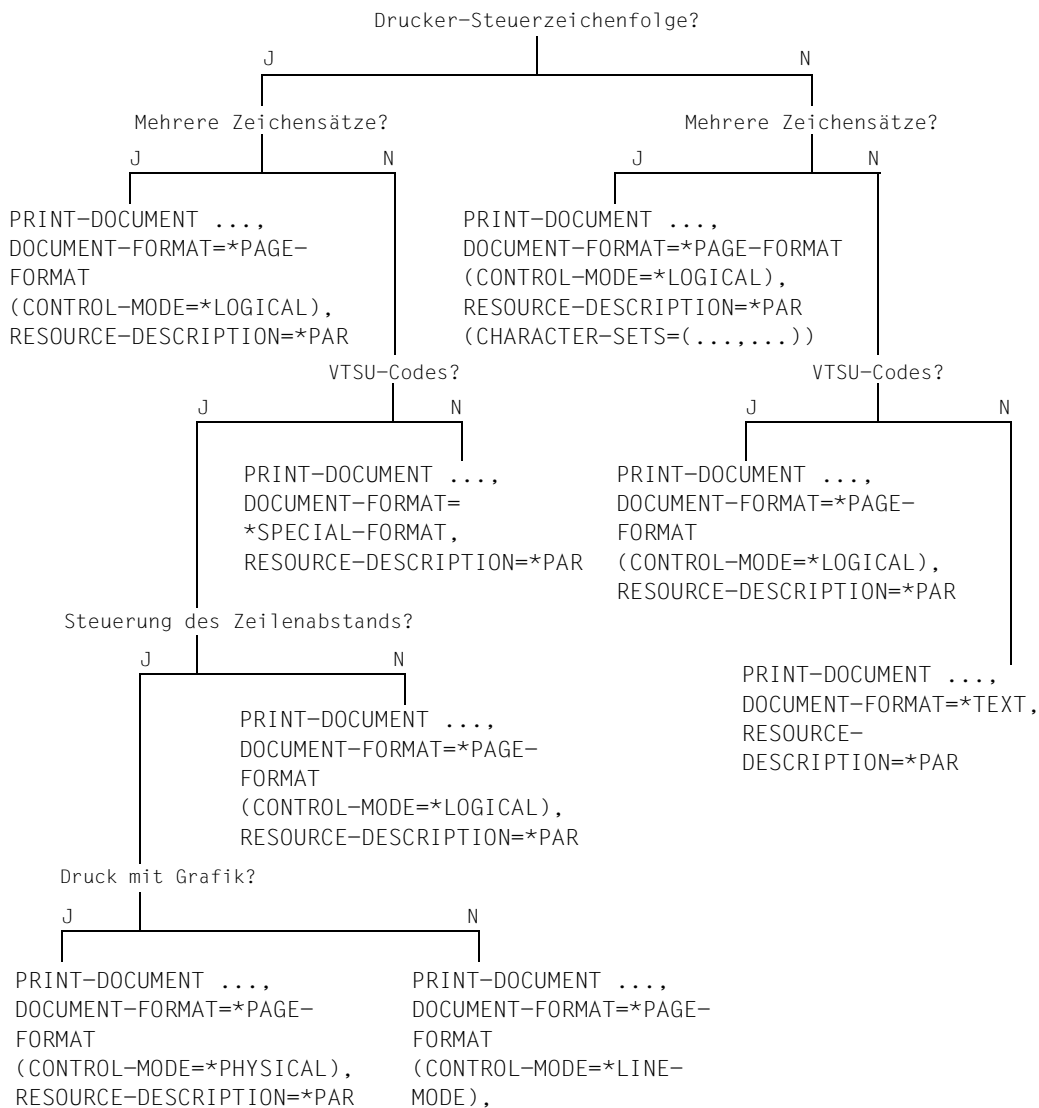 Drucker-Steuerzeichenfolge?
J
N
Mehrere Zeichensätze?
Mehrere Zeichensätze?
J
N
J
N
PRINT-DOCUMENT ...,
DOCUMENT-FORMAT=*PAGE-
FORMAT
(CONTROL-MODE=*LOGICAL),
RESOURCE-DESCRIPTION=*PAR
PRINT-DOCUMENT ...,
DOCUMENT-FORMAT=*PAGE-FORMAT
(CONTROL-MODE=*LOGICAL),
RESOURCE-DESCRIPTION=*PAR
(CHARACTER-SETS=(...,...))
VTSU-Codes?
VTSU-Codes?
J
N
J
N
PRINT-DOCUMENT ...,
DOCUMENT-FORMAT=
*SPECIAL-FORMAT,
RESOURCE-DESCRIPTION=*PAR
PRINT-DOCUMENT ...,
DOCUMENT-FORMAT=*PAGE-
FORMAT
(CONTROL-MODE=*LOGICAL),
RESOURCE-DESCRIPTION=*PAR
Steuerung des Zeilenabstands?
J
N
PRINT-DOCUMENT ...,
DOCUMENT-FORMAT=*TEXT,
RESOURCE-
DESCRIPTION=*PAR
PRINT-DOCUMENT ...,
DOCUMENT-FORMAT=*PAGE-
FORMAT
(CONTROL-MODE=*LOGICAL),
RESOURCE-DESCRIPTION=*PAR
Druck mit Grafik?
J
N
PRINT-DOCUMENT ...,
DOCUMENT-FORMAT=*PAGE-
FORMAT
(CONTROL-MODE=*PHYSICAL),
RESOURCE-DESCRIPTION=*PAR
PRINT-DOCUMENT ...,
DOCUMENT-FORMAT=*PAGE-
FORMAT
(CONTROL-MODE=*LINE-
MODE),